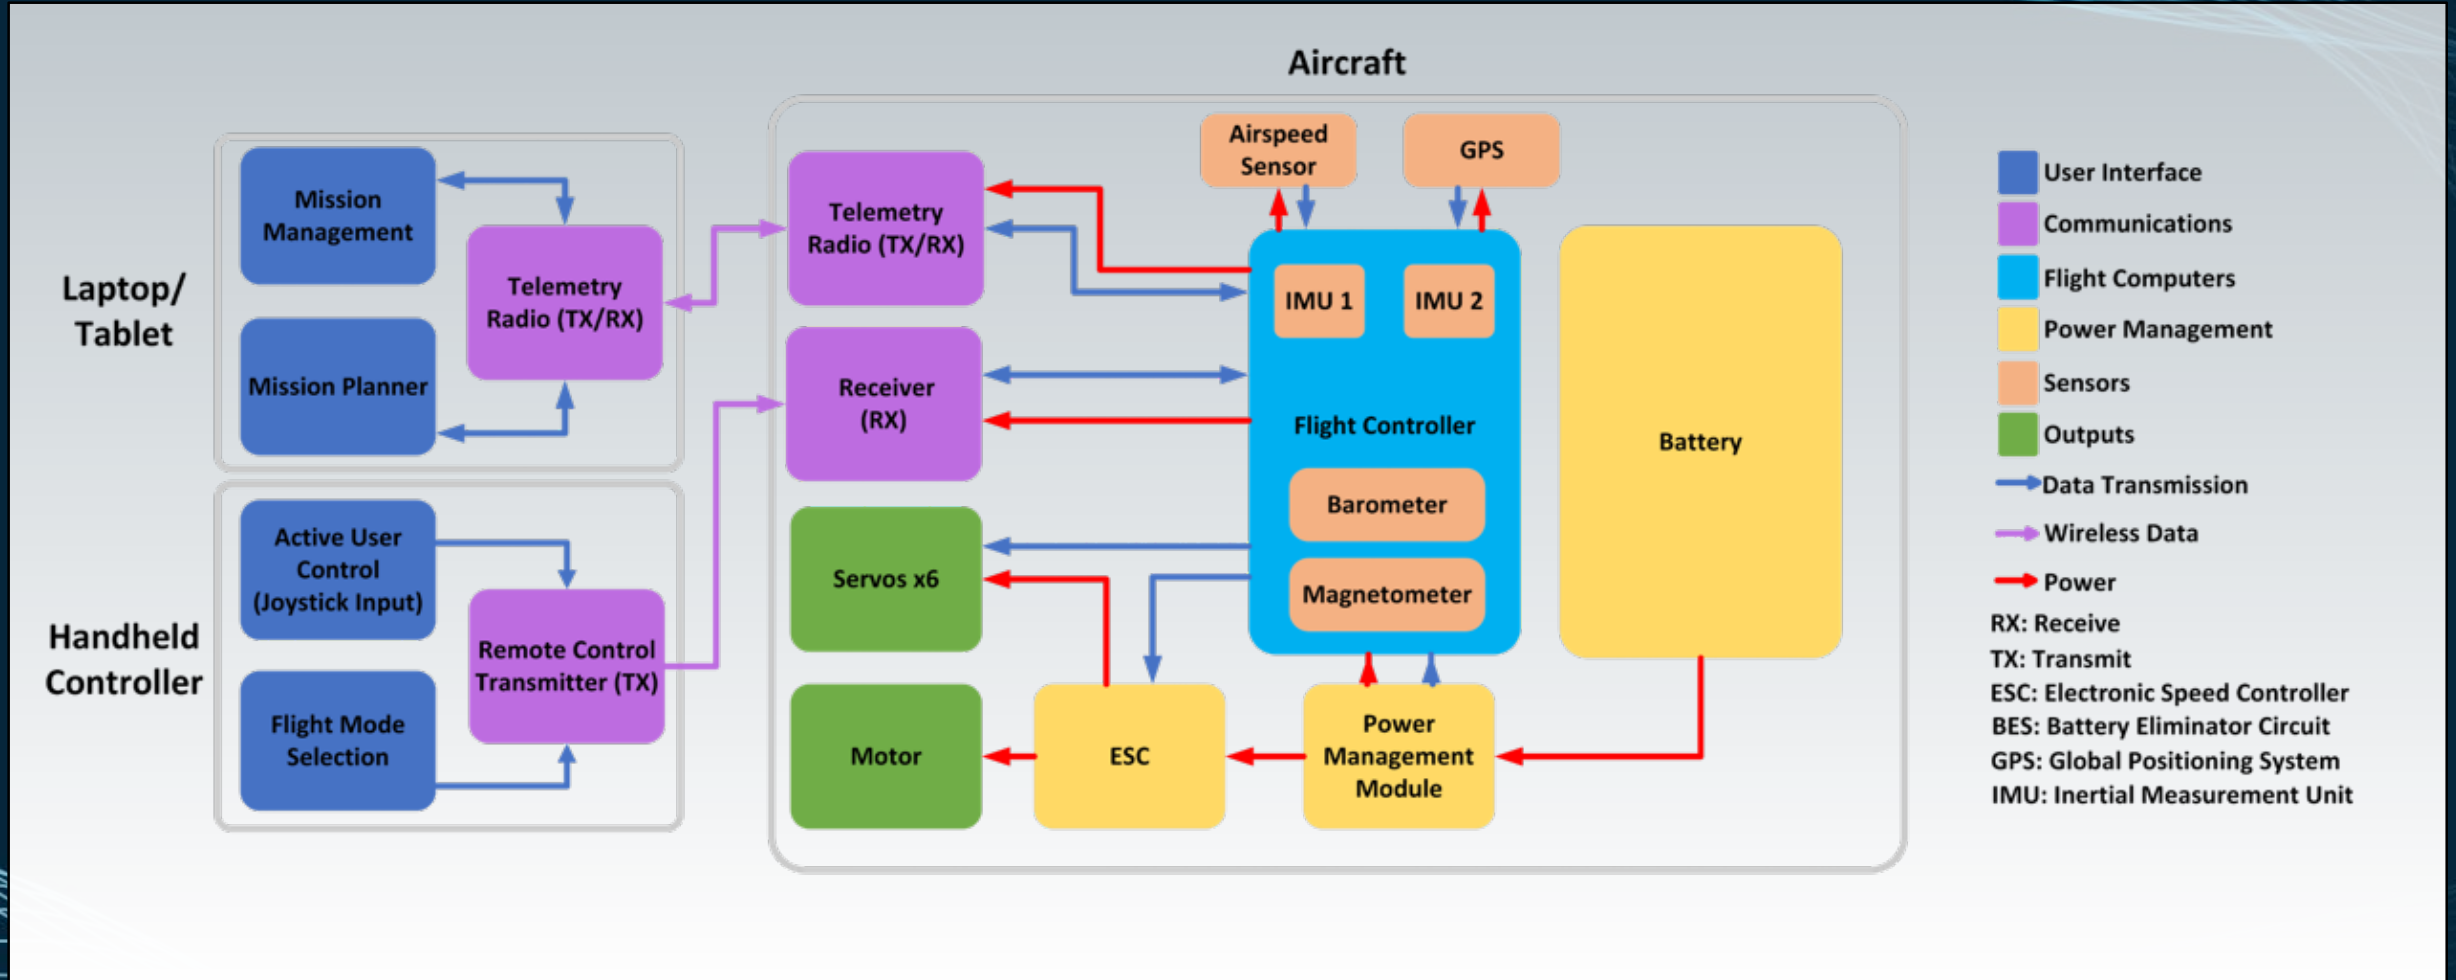 Aircraft
Laptop/
Tablet
Mission
Management
Mission Planner
Telemetry
Radio (TX/RX)
Handheld
Controller
Active User
Control
(Joystick Input)
Flight Mode
Selection
Remote Control
Transmitter (TX)
Telemetry
Radio (TX/RX)
Receiver
(RX)
Servos x6
Motor
Airspeed
Sensor
GPS
IMU 1
IMU 2
Flight Controller
Barometer
Magnetometer
ESC
Power
Management
Module
Battery
User Interface
Communications
Flight Computers
Power Management
Sensors
Outputs
Data Transmission
Wireless Data
Power
RX: Receive
TX: Transmit
ESC: Electronic Speed Controller
BES: Battery Eliminator Circuit
GPS: Global Positioning System
IMU: Inertial Measurement Unit